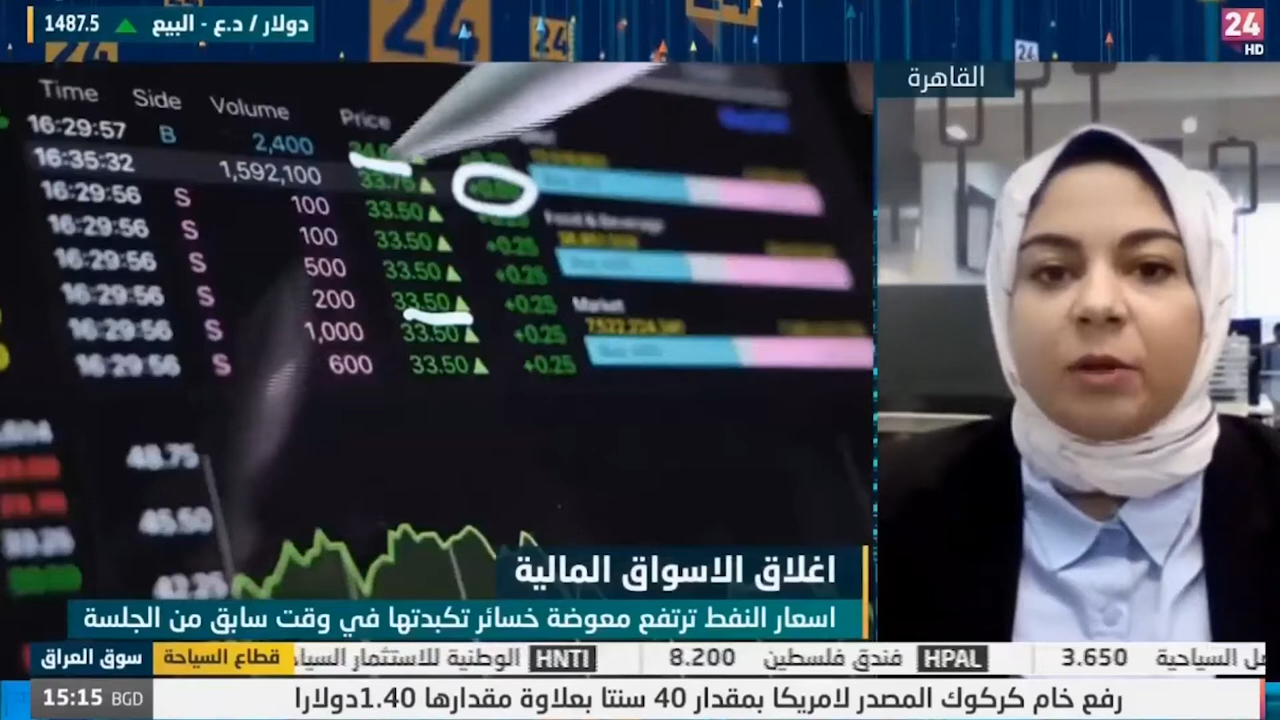 دولار / د.ع - البيع ▲ 1487.5
24
HD
24
24
24
القاهرة
Time Side Volume Price
16:29:57 B 2,400
16:35:32 1,592,100 33.75
16:29:56 S 100 33.50
16:29:56 S 100 33.50 +0.25
16:29:56 S 500 33.50 +0.25
16:29:56 S 200 33.50 +0.25
16:29:56 S 1,000 33.50 +0.25
16:29:56 S 600 33.50 +0.25
Food & Beverage
Market
48.75
45.50
42.25
اغلاق الاسواق المالية
اسعار النفط ترتفع معوضة خسائر تكبدتها في وقت سابق من الجلسة
سوق العراق قطاع السياحة الوطنية للاستثمار HNTI 8.200 فندق فلسطين HPAL 3.650 السياحية
15:15 BGD رفع خام كركوك المصدر لامريكا بمقدار 40 سنتا بعلاوة مقدارها 1.40دولارا